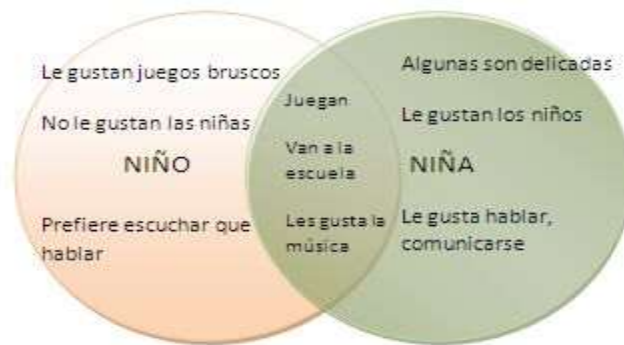 Le gustan juegos bruscos
No le gustan las niñas
NIÑO
Prefiere escuchar que
hablar
Juegan
Van a la
escuela
Les gusta la
música
Algunas son delicadas
Le gustan los niños
NIÑA
Le gusta hablar,
comunicarse